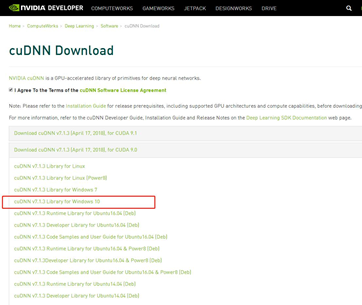 NVIDIA DEVELOPER COMPUTEWORKS GAMEWORKS JETPACK DESIGNWORKS DRIVE
Home > ComputeWorks > Deep Learning > Software > cuDNN Download
cuDNN Download
NVIDIA cuDNN is a GPU-accelerated library of primitives for deep neural networks.
I Agree To the Terms of the cuDNN Software License Agreement
Note: Please refer to the Installation Guide for release prerequisites, including supported GPU architectures and compute capabilities, before downloading
For more information, refer to the cuDNN Developer Guide, Installation Guide and Release Notes on the Deep Learning SDK Documentation web page.
Download cuDNN v7.1.3 (April 17, 2018), for CUDA 9.1
Download cuDNN v7.1.3 (April 17, 2018), for CUDA 9.0
cuDNN v7.1.3 Library for Linux
cuDNN v7.1.3 Library for Linux (Power8)
cuDNN v7.1.3 Library for Windows 7
cuDNN v7.1.3 Library for Windows 10
cuDNN v7.1.3 Runtime Library for Ubuntu16.04 (Deb)
cuDNN v7.1.3 Developer Library for Ubuntu16.04 (Deb)
cuDNN v7.1.3 Code Samples and User Guide for Ubuntu16.04 (Deb)
cuDNN v7.1.3 Runtime Library for Ubuntu16.04 & Power8 (Deb)
cuDNN v7.1.3Developer Library for Ubuntu16.04 & Power8 (Deb)
cuDNN v7.1.3 Code Samples and User Guide for Ubuntu16.04 & Power8 (Deb)
cuDNN v7.1.3 Runtime Library for Ubuntu14.04 (Deb)
cuDNN v7.1.3 Developer Library for Ubuntu14.04 (Deb)